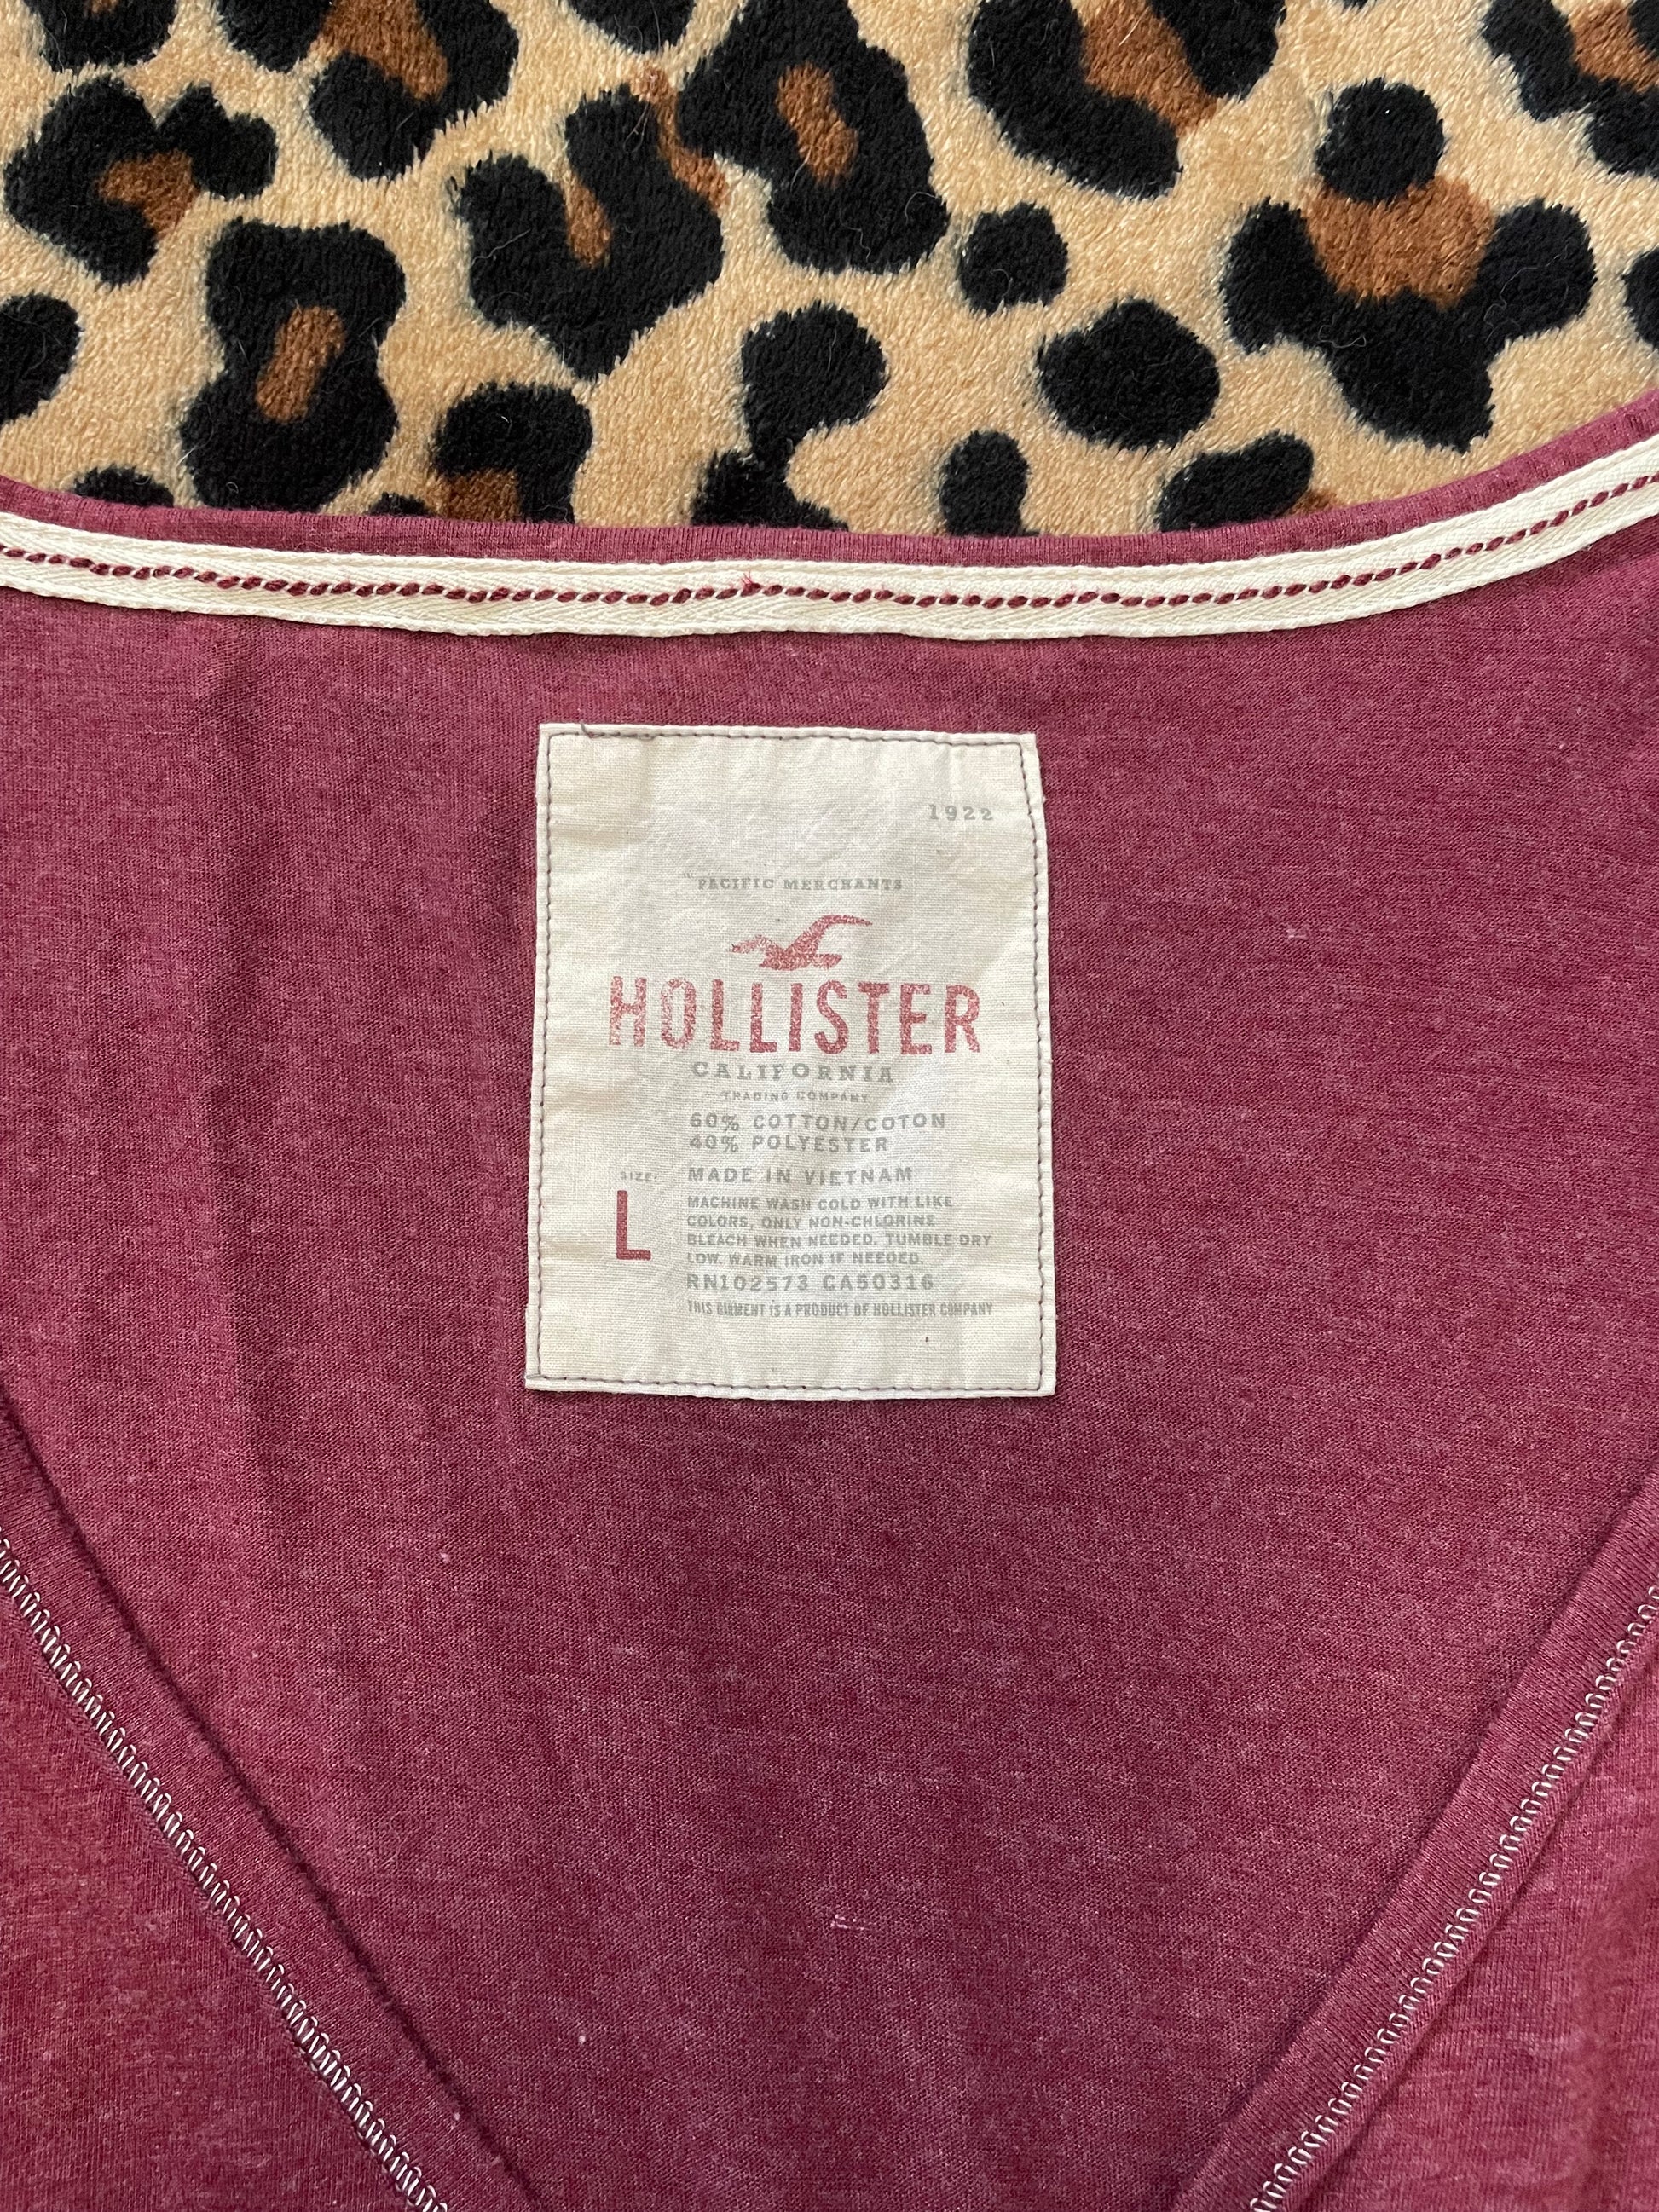 1922
PACIFIC MERCHANTS
HOLLISTER
CALIFORNIA
TRADING COMPANY
60% COTTON/COTON
40% POLYESTER
MADE IN VIETNAM
SIZE:
L
MACHINE WASH COLD WITH LIKE
COLORS, ONLY NON-CHLORINE
BLEACH WHEN NEEDED. TUMBLE DRY
LOW. WARM IRON IF NEEDED.
RN102573 CA50316
THIS GARMENT IS A PRODUCT OF HOLLISTER COMPANY